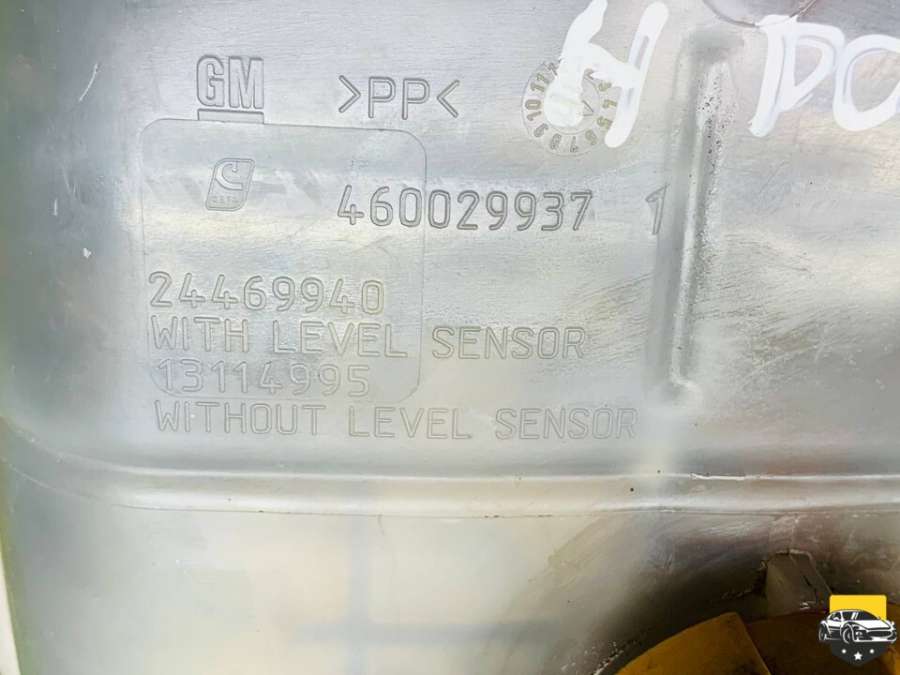 GM
>PP<
460029937 1
24469940
WITH LEVEL SENSOR
13114995
WITHOUT LEVEL SENSOR